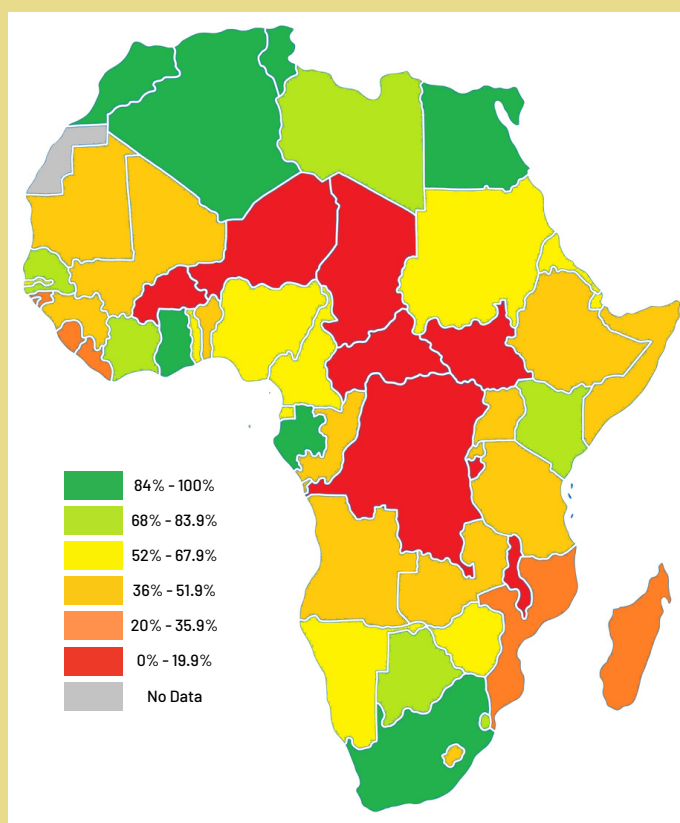 84% - 100%
68% - 83.9%
52% - 67.9%
36% - 51.9%
20% - 35.9%
0% - 19.9%
No Data